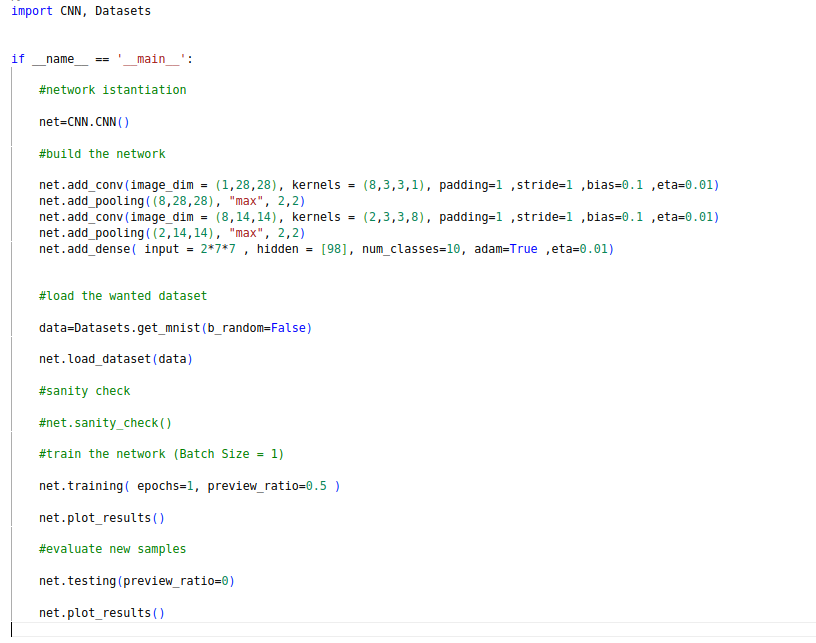 import CNN, Datasets
if __name__ == '__main__':
#network istantiation
net=CNN.CNN()
#build the network
net.add_conv(image_dim = (1,28,28), kernels = (8,3,3,1), padding=1 ,stride=1 ,bias=0.1 ,eta=0.01)
net.add_pooling((8,28,28), "max", 2,2)
net.add_conv(image_dim = (8,14,14), kernels = (2,3,3,8), padding=1 ,stride=1 ,bias=0.1 ,eta=0.01)
net.add_pooling((2,14,14), "max", 2,2)
net.add_dense( input = 2*7*7 , hidden = [98], num_classes=10, adam=True ,eta=0.01)
#load the wanted dataset
data=Datasets.get_mnist(b_random=False)
net.load_dataset(data)
#sanity check
#net.sanity_check()
#train the network (Batch Size = 1)
net.training( epochs=1, preview_ratio=0.5 )
net.plot_results()
#evaluate new samples
net.testing(preview_ratio=0)
net.plot_results()